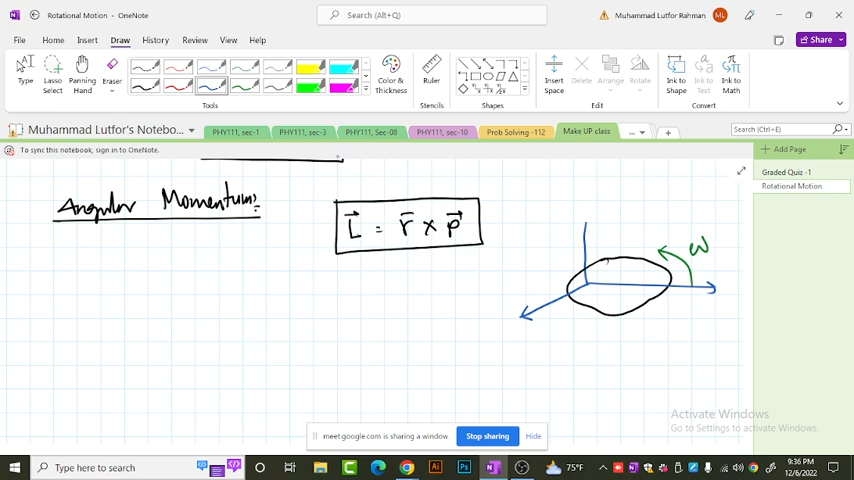 Rotational Motion - OneNote
Search (Alt+Q)
Muhammad Lutfor Rahman
ML
File Home Insert Draw History Review View Help
Share
Type
Lasso Select
Panning Hand
Eraser
Color & Thickness
Ruler
Insert Space
Delete
Arrange
Rotate
Ink to Shape
Ink to Text
Ink to Math
Tools
Stencils
Shapes
Edit
Convert
Muhammad Lutfor's Notebo...
PHY111, sec-1
PHY111, sec-3
PHY111, Sec-08
PHY111, sec-10
Prob Solving -112
Make UP class
Search (Ctrl+E)
To sync this notebook, sign in to OneNote.
Add Page
Graded Quiz -1
Rotational Motion
Angular Momentum:
L⃗ = r⃗ × P⃗
ω
Activate Windows
Go to Settings to activate Windows.
meet.google.com is sharing a window.
Stop sharing
Hide
Type here to search
75°F
9:36 PM
12/6/2022